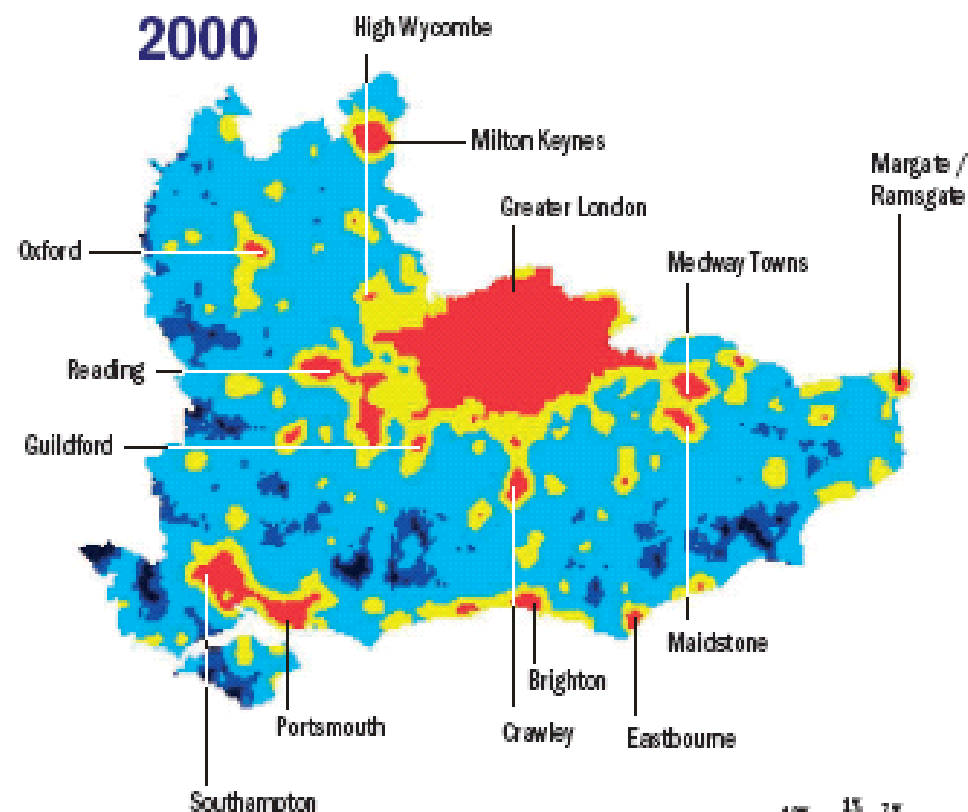 2000
High Wycombe
Milton Keynes
Margate /
Ramsgate
Greater London
Oxford
Medway Towns
Reading
Guildford
Maidstone
Brighton
Portsmouth
Crawley
Eastbourne
Southampton